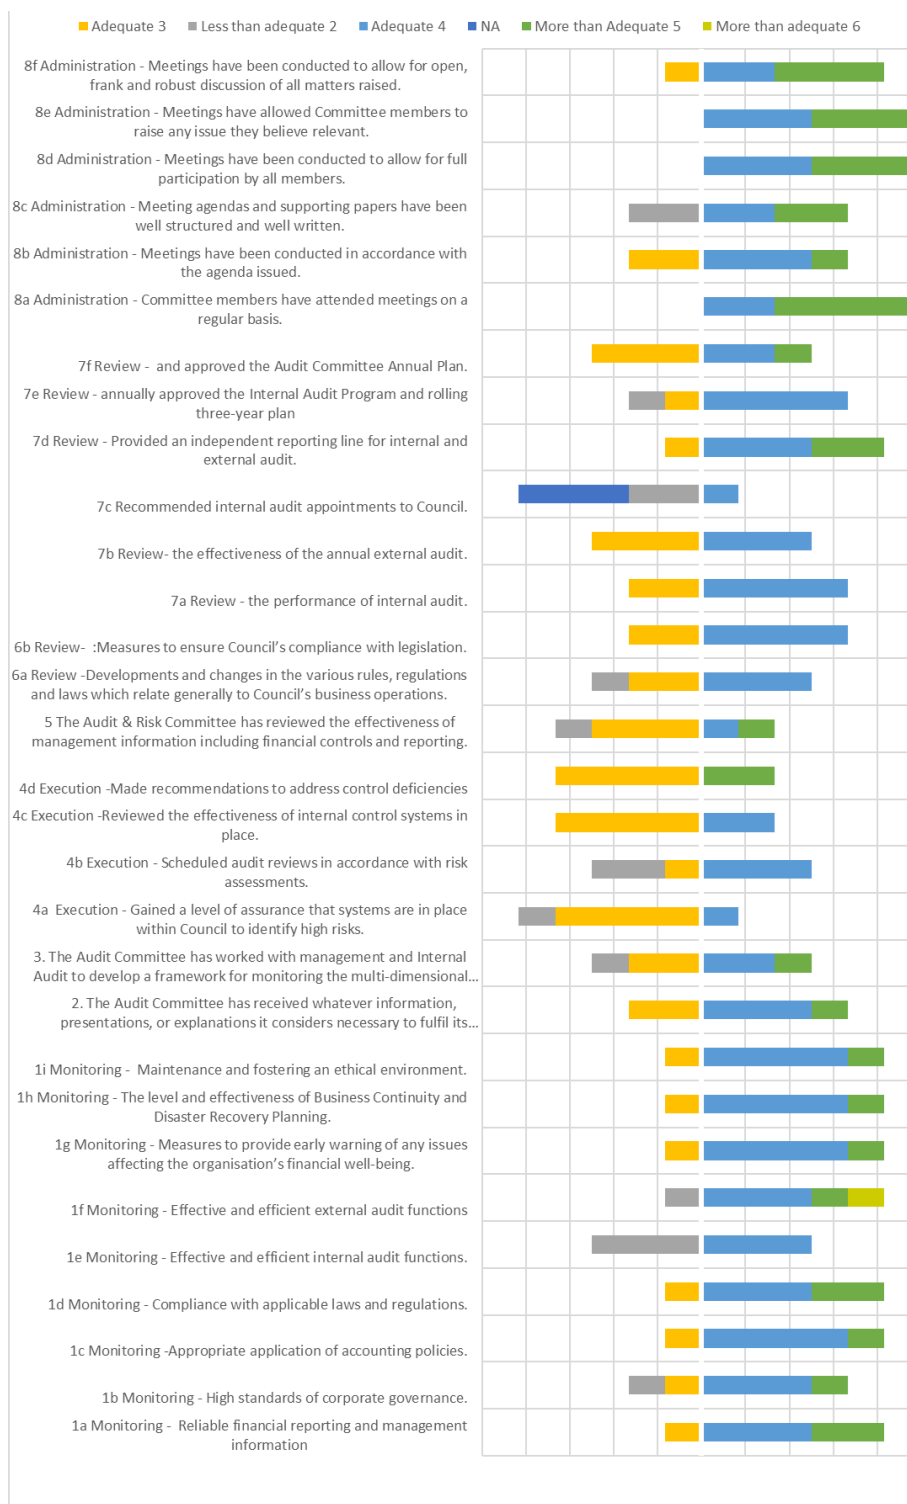 Adequate 3 Less than adequate 2 Adequate 4 NA More than Adequate 5 More than adequate 6
8f Administration - Meetings have been conducted to allow for open,
frank and robust discussion of all matters raised.
8e Administration - Meetings have allowed Committee members to
raise any issue they believe relevant.
8d Administration - Meetings have been conducted to allow for full
participation by all members.
8c Administration - Meeting agendas and supporting papers have been
well structured and well written.
8b Administration - Meetings have been conducted in accordance with
the agenda issued.
8a Administration - Committee members have attended meetings on a
regular basis.
7f Review - and approved the Audit Committee Annual Plan.
7e Review - annually approved the Internal Audit Program and rolling
three-year plan
7d Review - Provided an independent reporting line for internal and
external audit.
7c Recommended internal audit appointments to Council.
7b Review- the effectiveness of the annual external audit.
7a Review - the performance of internal audit.
6b Review- :Measures to ensure Council's compliance with legislation.
6a Review -Developments and changes in the various rules, regulations
and laws which relate generally to Council's business operations.
5 The Audit & Risk Committee has reviewed the effectiveness of
management information including financial controls and reporting.
4d Execution -Made recommendations to address control deficiencies
4c Execution -Reviewed the effectiveness of internal control systems in
place.
4b Execution - Scheduled audit reviews in accordance with risk
assessments.
4a Execution - Gained a level of assurance that systems are in place
within Council to identify high risks.
3. The Audit Committee has worked with management and Internal
Audit to develop a framework for monitoring the multi-dimensional...
2. The Audit Committee has received whatever information,
presentations, or explanations it considers necessary to fulfil its...
1i Monitoring - Maintenance and fostering an ethical environment.
1h Monitoring - The level and effectiveness of Business Continuity and
Disaster Recovery Planning.
1g Monitoring - Measures to provide early warning of any issues
affecting the organisation's financial well-being.
1f Monitoring - Effective and efficient external audit functions
1e Monitoring - Effective and efficient internal audit functions.
1d Monitoring - Compliance with applicable laws and regulations.
1c Monitoring -Appropriate application of accounting policies.
1b Monitoring - High standards of corporate governance.
1a Monitoring - Reliable financial reporting and management
information